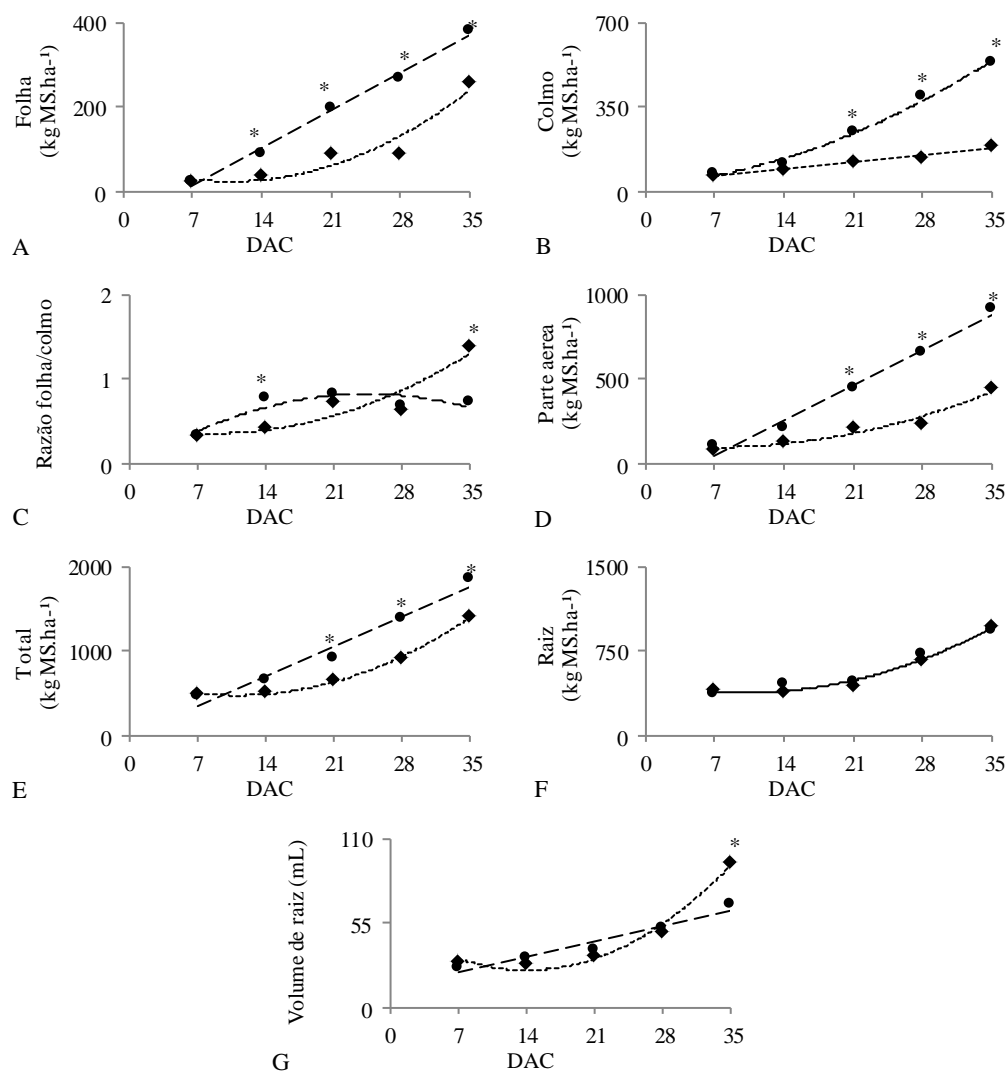 400
200
0
Folha
(kg MS.ha-¹)
*
*
*
*
0 7 14 21 28 35
DAC
A
700
350
0
Colmo
(kg MS.ha-¹)
*
*
*
0 7 14 21 28 35
DAC
B
2
1
0
Razão folha/colmo
*
*
0 7 14 21 28 35
DAC
C
1000
500
0
Parte aerea
(kg MS.ha-¹)
*
*
*
0 7 14 21 28 35
DAC
D
2000
1000
0
Total
(kg MS.ha-¹)
*
*
*
0 7 14 21 28 35
DAC
E
1500
750
0
Raiz
(kg MS.ha-¹)
0 7 14 21 28 35
DAC
F
110
55
0
Volume de raiz (mL)
*
0 7 14 21 28 35
DAC
G